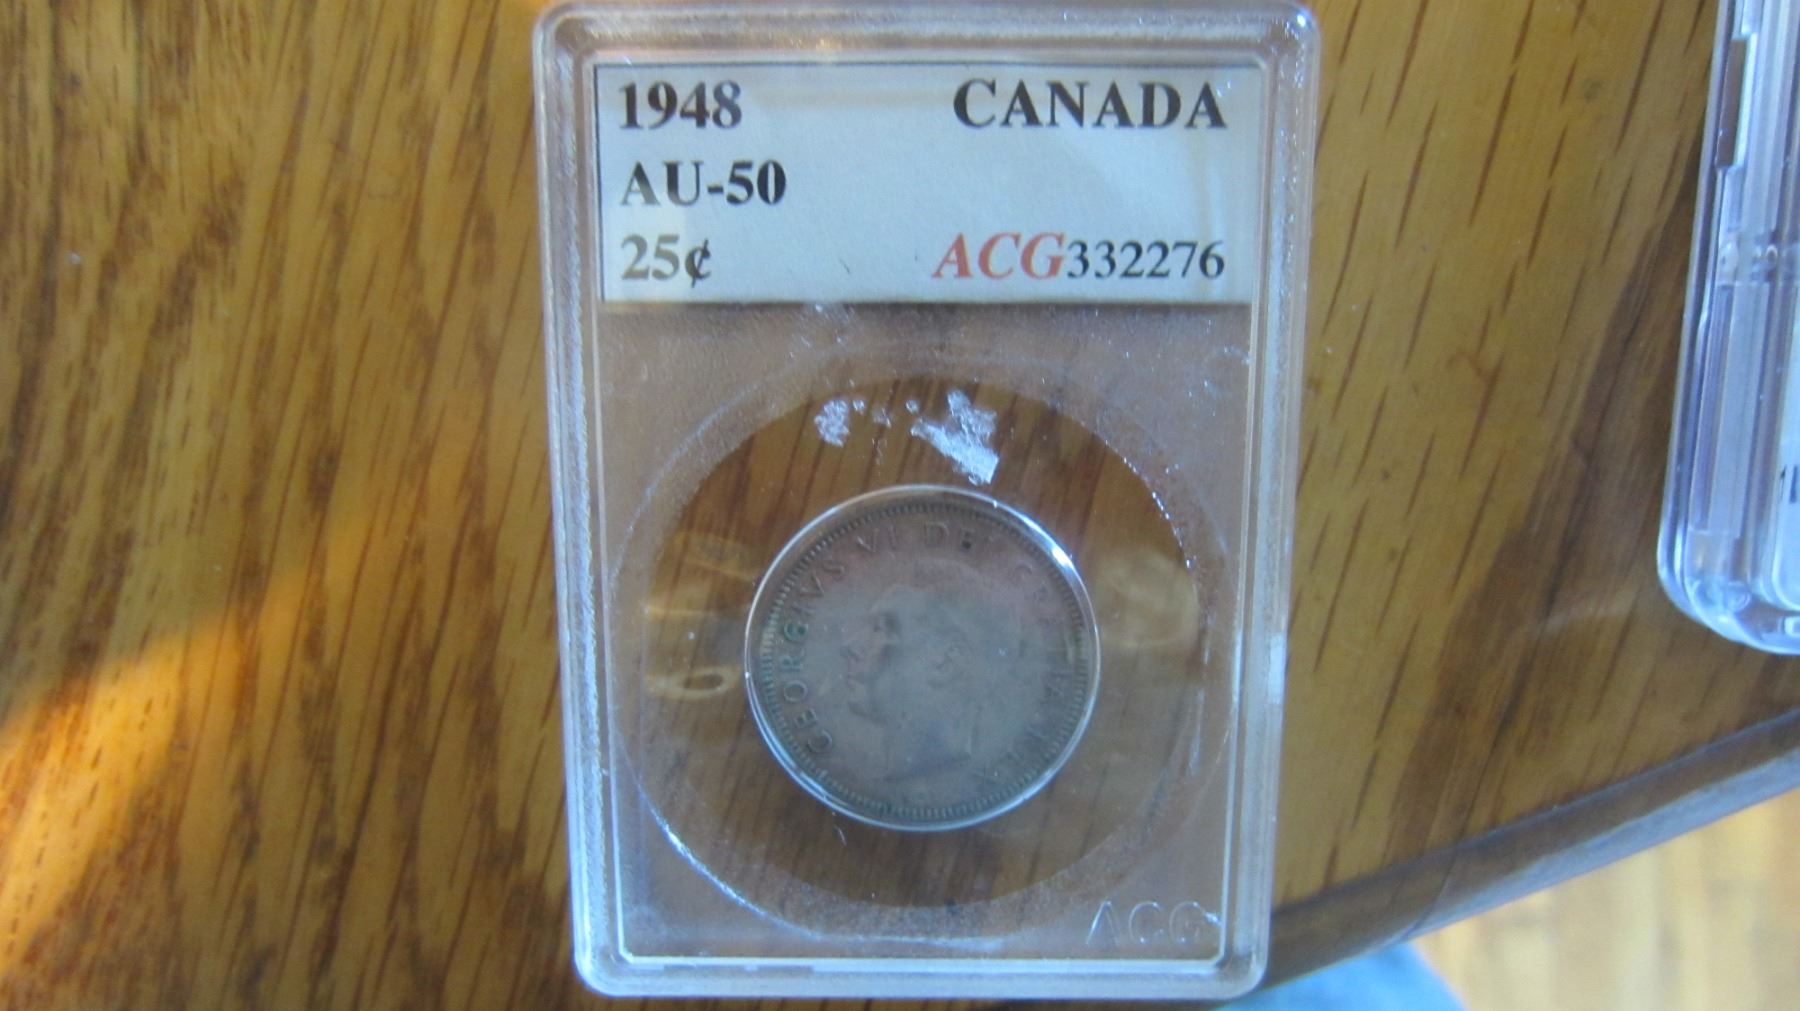 1948 CANADA
AU-50
25¢ ACG332276
GEORGIVS VI DEI GRATIA REX
ACG